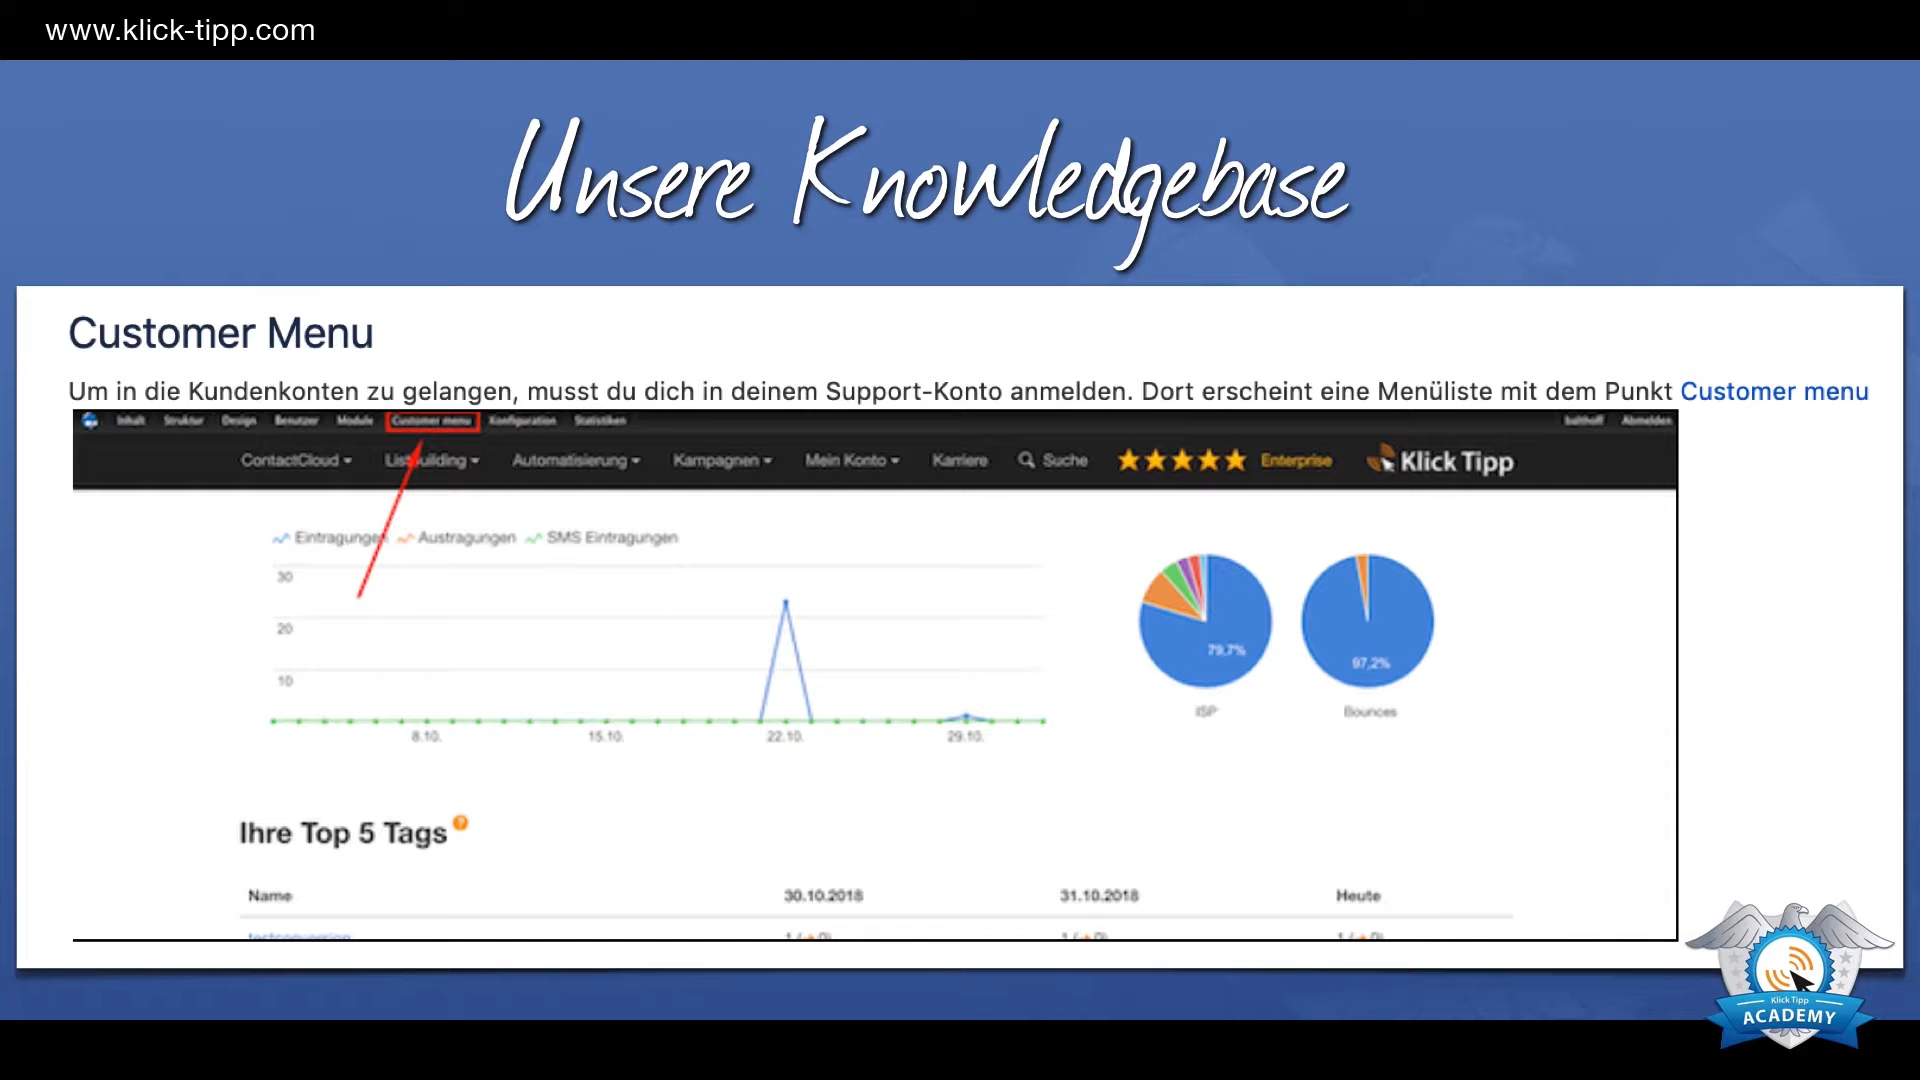 www.klick-tipp.com
Unsere Knowledgebase
Customer Menu
Um in die Kundenkonten zu gelangen, musst du dich in deinem Support-Konto anmelden. Dort erscheint eine Menüliste mit dem Punkt Customer menu
Inhalt Struktur Design Benutzer Module Customer menu Konfiguration Statistiken Abmelden
ContactCloud Listbuilding Automatisierung Kampagnen Mein Konto Karriere Suche Enterprise Klick Tipp
Eintragungen Austragungen SMS Eintragungen
30
20
10
8.10. 15.10. 22.10. 29.10.
79,7% 97,2%
ISP Bounces
Ihre Top 5 Tags ?
Name 30.10.2018 31.10.2018 Heute
Klick Tipp
ACADEMY